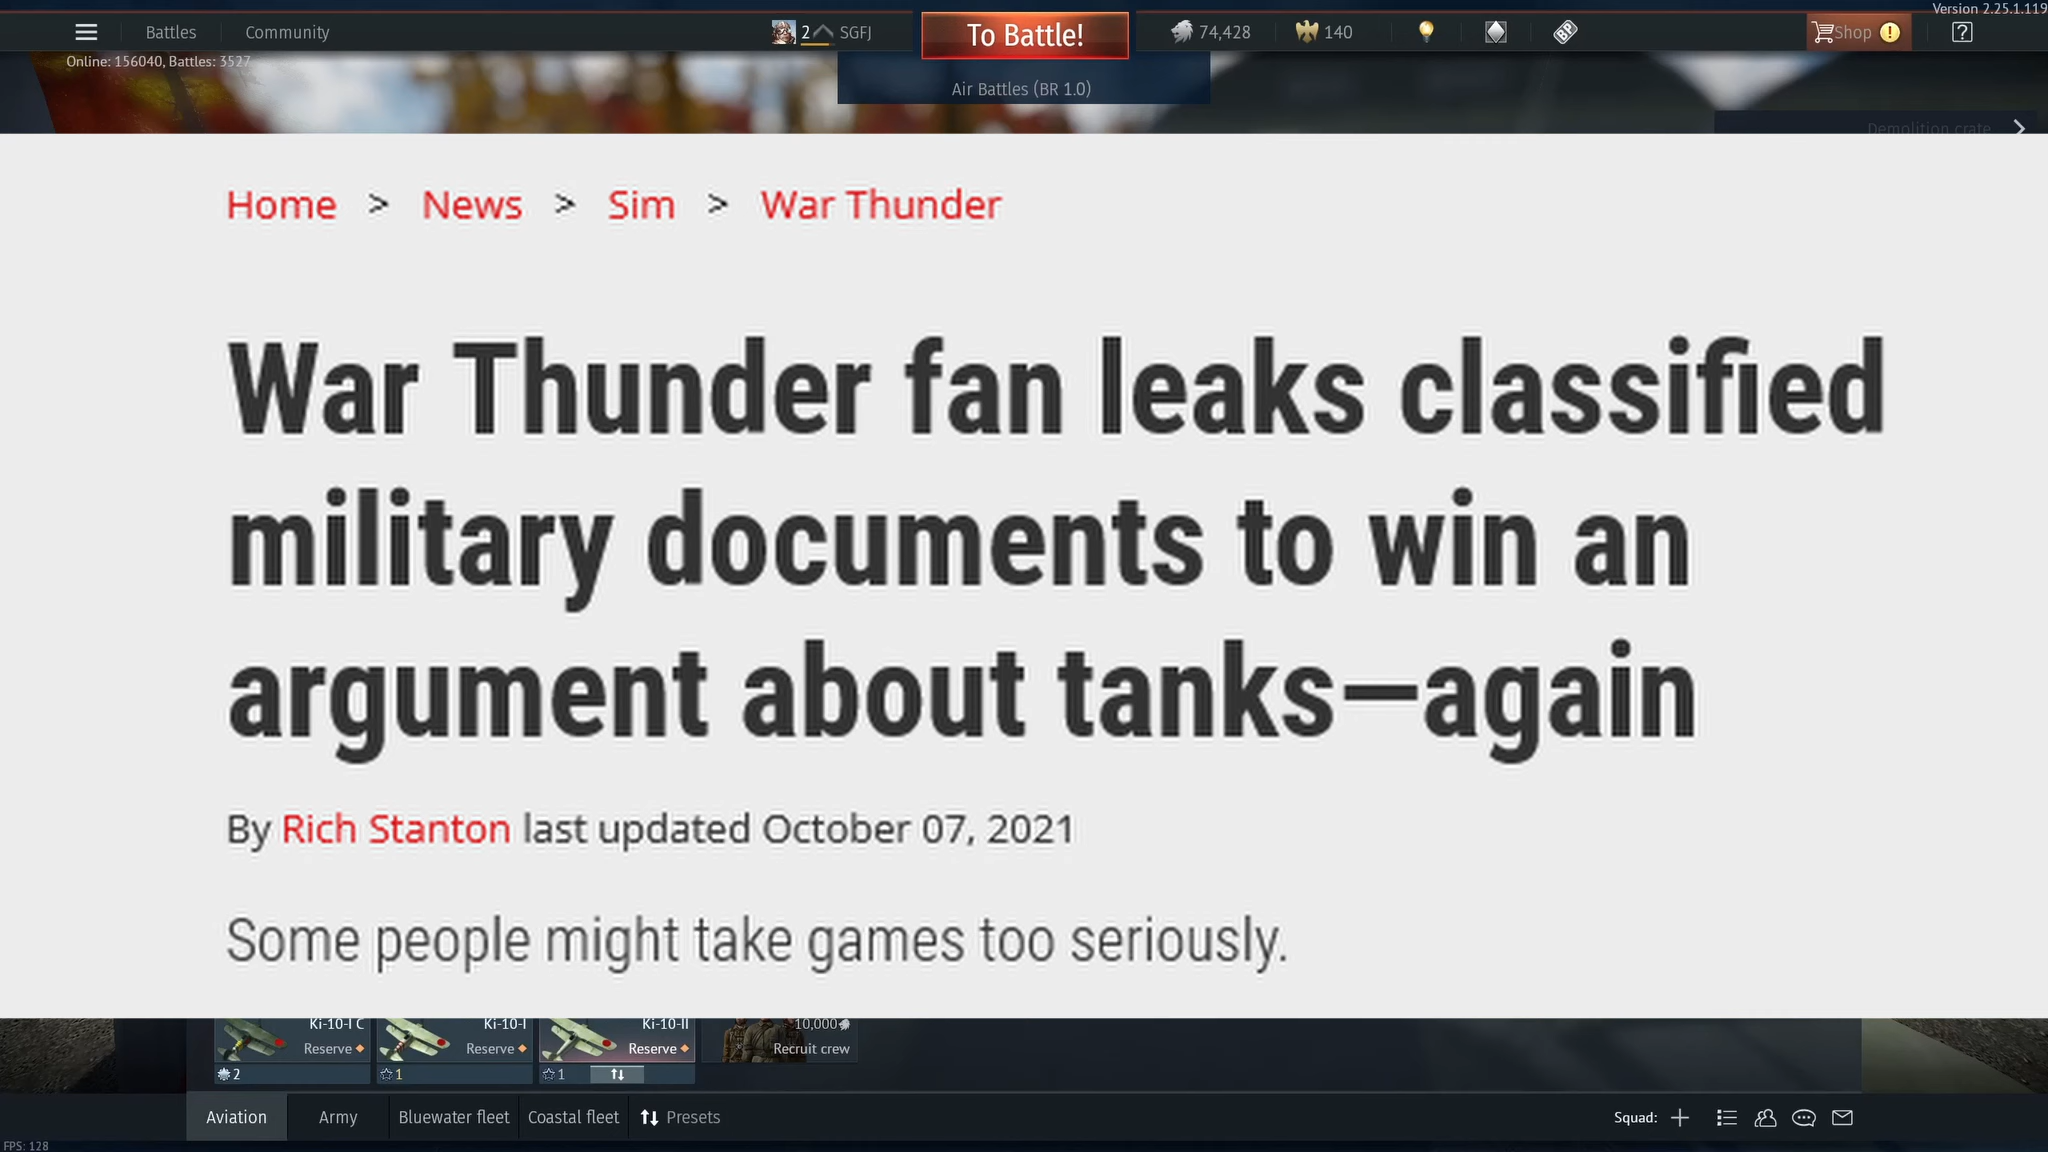 Version 2.25.1.119
Battles
Community
2 SGFJ
To Battle!
74,428
140
Shop
Online: 156040, Battles: 3527
Air Battles (BR 1.0)
Demolition crate
Home > News > Sim > War Thunder
War Thunder fan leaks classified
military documents to win an
argument about tanks—again
By Rich Stanton last updated October 07, 2021
Some people might take games too seriously.
Ki-10-I C
Ki-10-I
Ki-10-II
10,000
Reserve
Reserve
Reserve
Recruit crew
2
1
1
Aviation
Army
Bluewater fleet
Coastal fleet
Presets
Squad:
FPS: 128